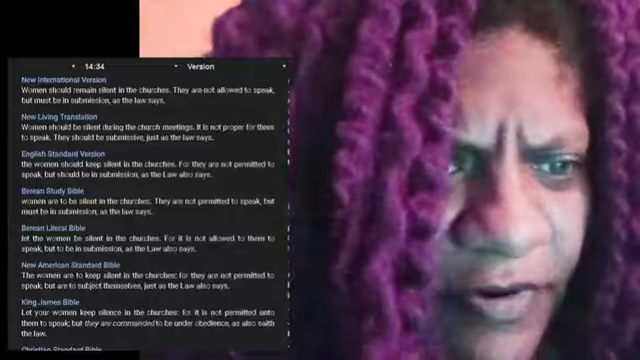 14:34
Version
New International Version
Women should remain silent in the churches. They are not allowed to speak,
but must be in submission, as the law says.
New Living Translation
Women should be silent during the church meetings. It is not proper for them
to speak. They should be submissive, just as the law says.
English Standard Version
the women should keep silent in the churches. For they are not permitted to
speak, but should be in submission, as the Law also says.
Berean Study Bible
women are to be silent in the churches. They are not permitted to speak, but
must be in submission, as the law says.
Berean Literal Bible
let the women be silent in the churches. For it is not allowed to them to
speak, but to be in submission, as the Law also says.
New American Standard Bible
The women are to keep silent in the churches; for they are not permitted to
speak, but are to subject themselves, just as the Law also says.
King James Bible
Let your women keep silence in the churches: for it is not permitted unto
them to speak; but they are commanded to be under obedience, as also saith
the law.
Christian Standard Bible